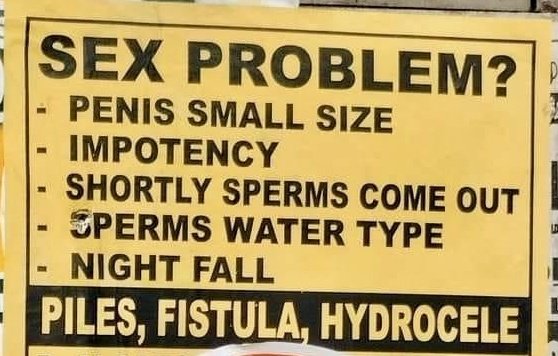 SEX PROBLEM?
- PENIS SMALL SIZE
- IMPOTENCY
- SHORTLY SPERMS COME OUT
- SPERMS WATER TYPE
- NIGHT FALL
PILES, FISTULA, HYDROCELE